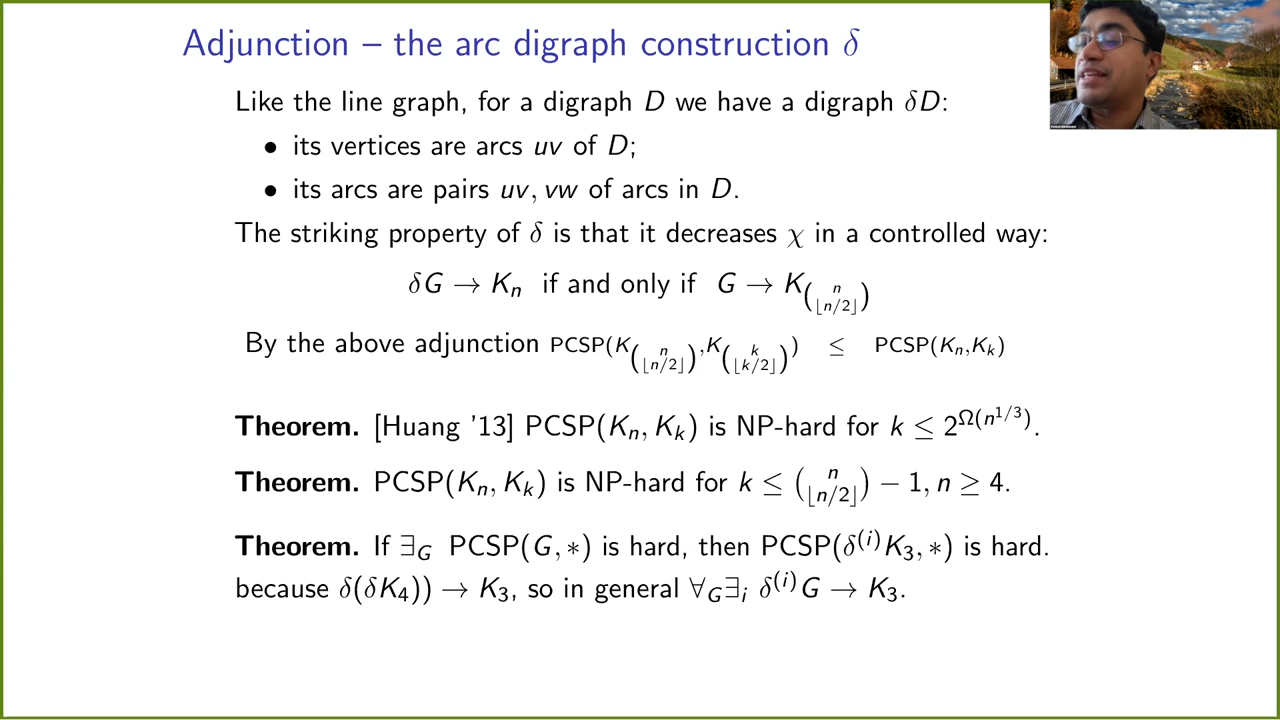 Adjunction – the arc digraph construction δ
Like the line graph, for a digraph D we have a digraph δD:
• its vertices are arcs uv of D;
• its arcs are pairs uv, vw of arcs in D.
The striking property of δ is that it decreases χ in a controlled way:
δG → K_n if and only if G → K_{\binom{n}{⌊n/2⌋}}
By the above adjunction PCSP(K_{\binom{n}{⌊n/2⌋}}, K_{\binom{k}{⌊k/2⌋}}) ≤ PCSP(K_n,K_k)
Theorem. [Huang '13] PCSP(K_n, K_k) is NP-hard for k ≤ 2^{Ω(n^{1/3})}.
Theorem. PCSP(K_n, K_k) is NP-hard for k ≤ \binom{n}{⌊n/2⌋} − 1, n ≥ 4.
Theorem. If ∃_G PCSP(G, ∗) is hard, then PCSP(δ^{(i)}K_3, ∗) is hard.
because δ(δK_4)) → K_3, so in general ∀_G∃_i δ^{(i)}G → K_3.